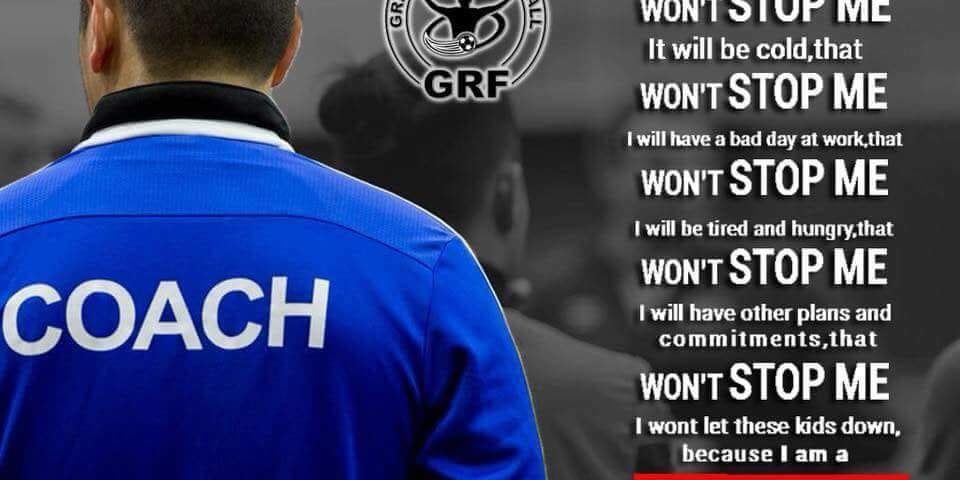 COACH
GRF
WON'T STOP ME
It will be cold,that
WON'T STOP ME
I will have a bad day at work,that
WON'T STOP ME
I will be tired and hungry,that
WON'T STOP ME
I will have other plans and
commitments,that
WON'T STOP ME
I wont let these kids down,
because I am a